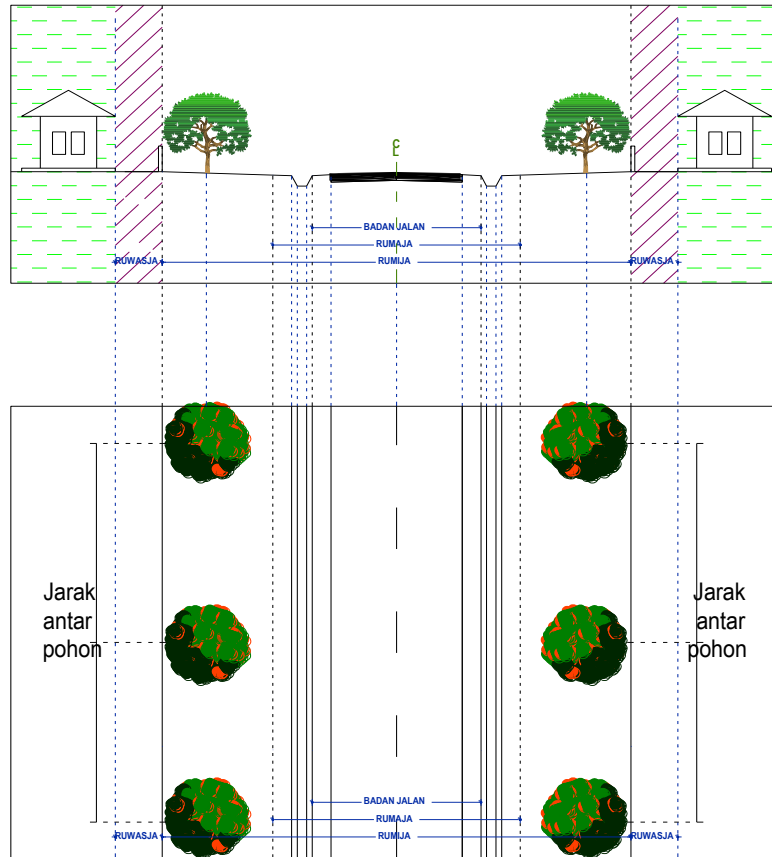 ℄
BADAN JALAN
RUMAJA
RUWASJA RUMIJA RUWASJA
Jarak
antar
pohon
Jarak
antar
pohon
BADAN JALAN
RUMAJA
RUWASJA RUMIJA RUWASJA